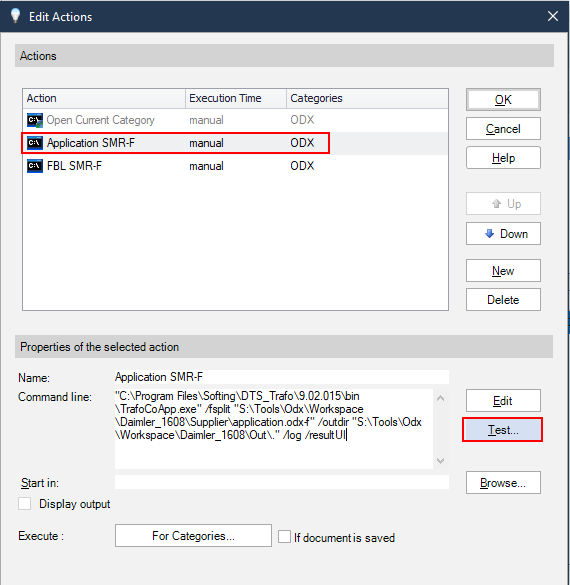 Edit Actions
Actions
Action Execution Time Categories
Open Current Category manual ODX
Application SMR-F manual ODX
FBL SMR-F manual ODX
OK
Cancel
Help
Up
Down
New
Delete
Properties of the selected action
Name: Application SMR-F
Command line: "C:\Program Files\Softing\DTS_Trafo\9.02.015\bin
\TrafoCoApp.exe" /fsplit "S:\Tools\Odx\Workspace
\Daimler_1608\Supplier\application.odx-f" /outdir "S:\Tools\Odx
\Workspace\Daimler_1608\Out\." /log /resultUI
Edit
Test...
Start in:
Browse...
Display output
Execute : For Categories... If document is saved